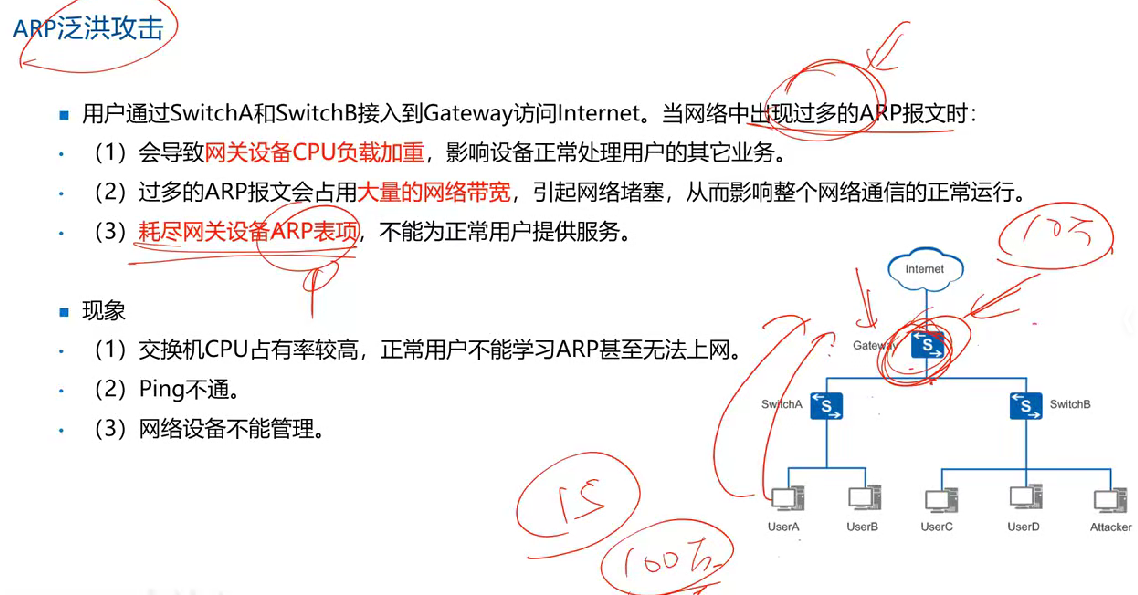 ARP泛洪攻击
用户通过SwitchA和SwitchB接入到Gateway访问Internet。当网络中出现过多的ARP报文时：
（1）会导致网关设备CPU负载加重，影响设备正常处理用户的其它业务。
（2）过多的ARP报文会占用大量的网络带宽，引起网络堵塞，从而影响整个网络通信的正常运行。
（3）耗尽网关设备ARP表项，不能为正常用户提供服务。
10万
现象
（1）交换机CPU占有率较高，正常用户不能学习ARP甚至无法上网。
（2）Ping不通。
（3）网络设备不能管理。
Internet
Gateway
S
SwitchA
S
S
SwitchB
1S
100万
UserA
UserB
UserC
UserD
Attacker